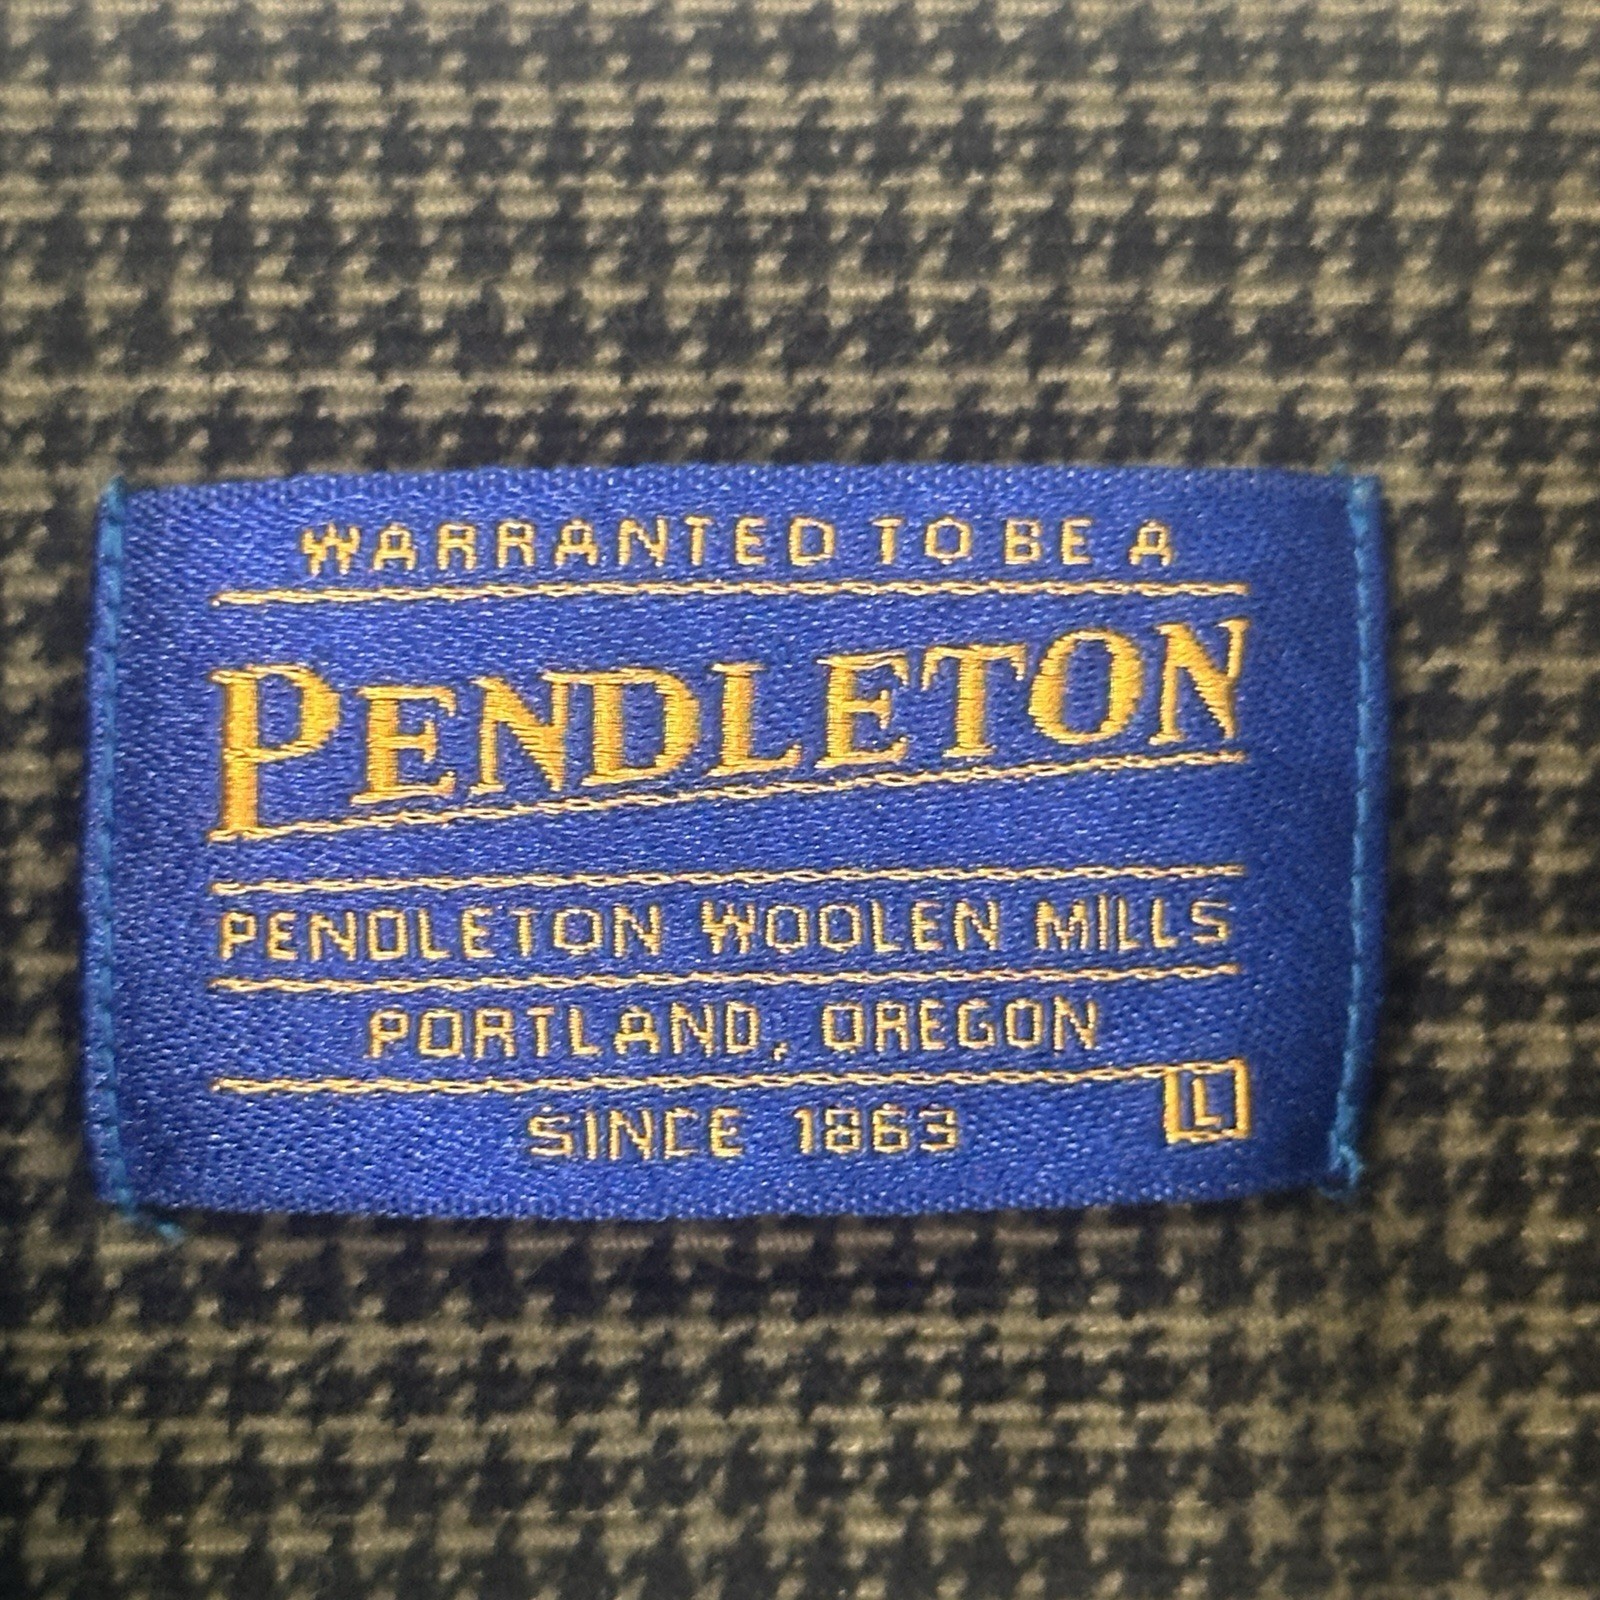 WARRANTED TO BE A
PENDLETON
PENDLETON WOOLEN MILLS
PORTLAND, OREGON
SINCE 1863
L